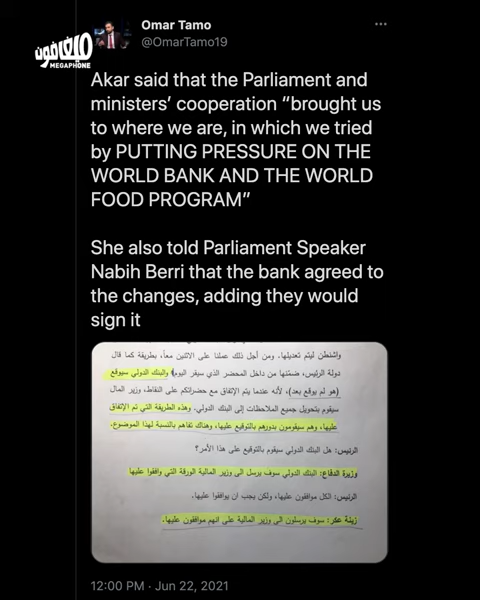 ميغافون
MEGAPHONE
Omar Tamo
@OmarTamo19
Akar said that the Parliament and
ministers’ cooperation “brought us
to where we are, in which we tried
by PUTTING PRESSURE ON THE
WORLD BANK AND THE WORLD
FOOD PROGRAM”
She also told Parliament Speaker
Nabih Berri that the bank agreed to
the changes, adding they would
sign it
واشنطن ليتم تعديلها. ومن أجل ذلك عملنا على الاثنين معاً، بطريقة كما قال
دولة الرئيس، ضمّنها من داخل المحضر الذي سيقر اليوم) والبنك الدولي سيوقع
(هو لم يوقع بعد)، لأنه عندما يتم الإتفاق مع حضراتكم على النقاط، وزير المال
سيقوم بتحويل جميع الملاحظات إلى البنك الدولي. وهذه الطريقة التي تم الإتفاق
عليها، وهم سيقومون بدورهم بالتوقيع عليها، وهناك تفاهم بالنسبة لهذا الموضوع.
الرئيس: هل البنك الدولي سيقوم بالتوقيع على هذا الأمر؟
وزيرة الدفاع: البنك الدولي سوف يرسل الى وزير المالية الورقة التي وافقوا عليها
الرئيس: الكل موافقون عليها، ولكن يجب ان يوافقوا عليها.
زينة عكر: سوف يرسلون الى وزير المالية على انهم موافقون عليها.
12:00 PM · Jun 22, 2021